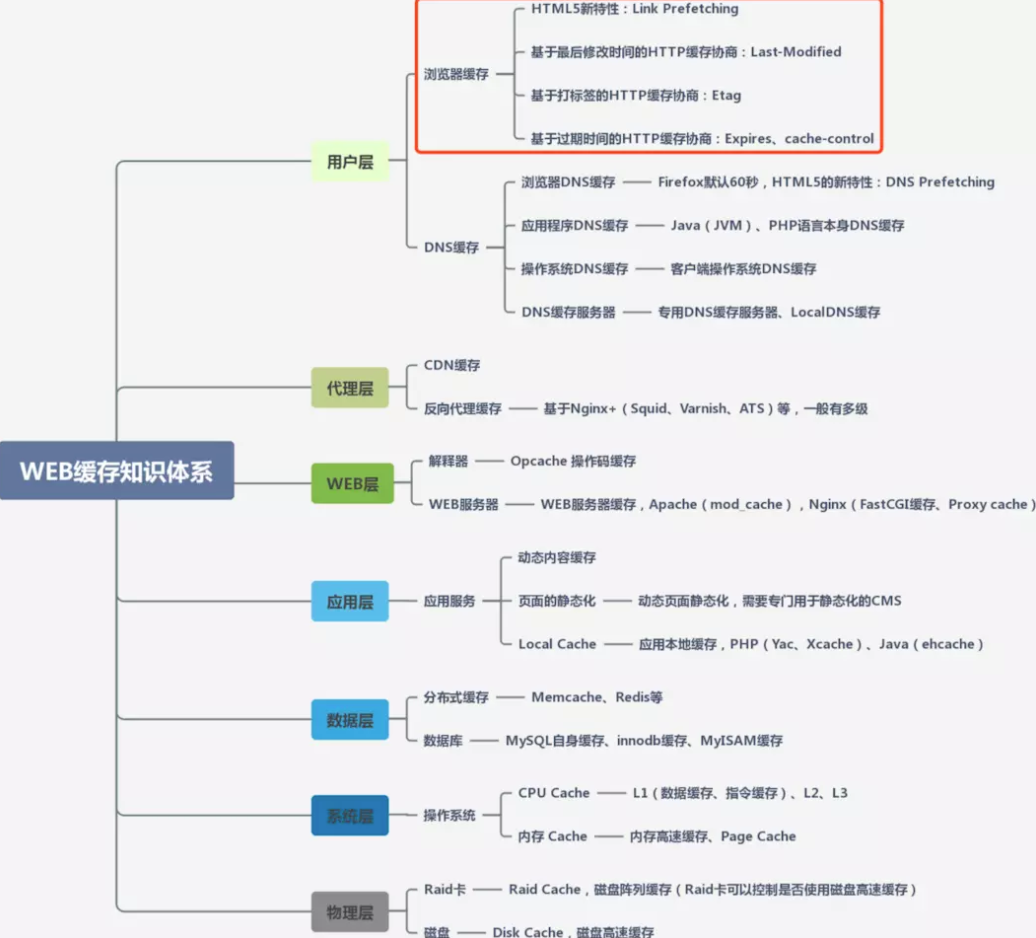 WEB缓存知识体系
用户层
浏览器缓存
HTML5新特性：Link Prefetching
基于最后修改时间的HTTP缓存协商：Last-Modified
基于打标签的HTTP缓存协商：Etag
基于过期时间的HTTP缓存协商：Expires、cache-control
DNS缓存
浏览器DNS缓存
Firefox默认60秒，HTML5的新特性：DNS Prefetching
应用程序DNS缓存
Java（JVM）、PHP语言本身DNS缓存
操作系统DNS缓存
客户端操作系统DNS缓存
DNS缓存服务器
专用DNS缓存服务器、LocalDNS缓存
代理层
CDN缓存
反向代理缓存
基于Nginx+（Squid、Varnish、ATS）等，一般有多级
WEB层
解释器
Opcache 操作码缓存
WEB服务器
WEB服务器缓存，Apache（mod_cache），Nginx（FastCGI缓存、Proxy cache）
应用层
应用服务
动态内容缓存
页面的静态化
动态页面静态化，需要专门用于静态化的CMS
Local Cache
应用本地缓存，PHP（Yac、Xcache）、Java（ehcache）
数据层
分布式缓存
Memcache、Redis等
数据库
MySQL自身缓存、innodb缓存、MyISAM缓存
系统层
操作系统
CPU Cache
L1（数据缓存、指令缓存）、L2、L3
内存 Cache
内存高速缓存、Page Cache
物理层
Raid卡
Raid Cache，磁盘阵列缓存（Raid卡可以控制是否使用磁盘高速缓存）
磁盘
Disk Cache，磁盘高速缓存